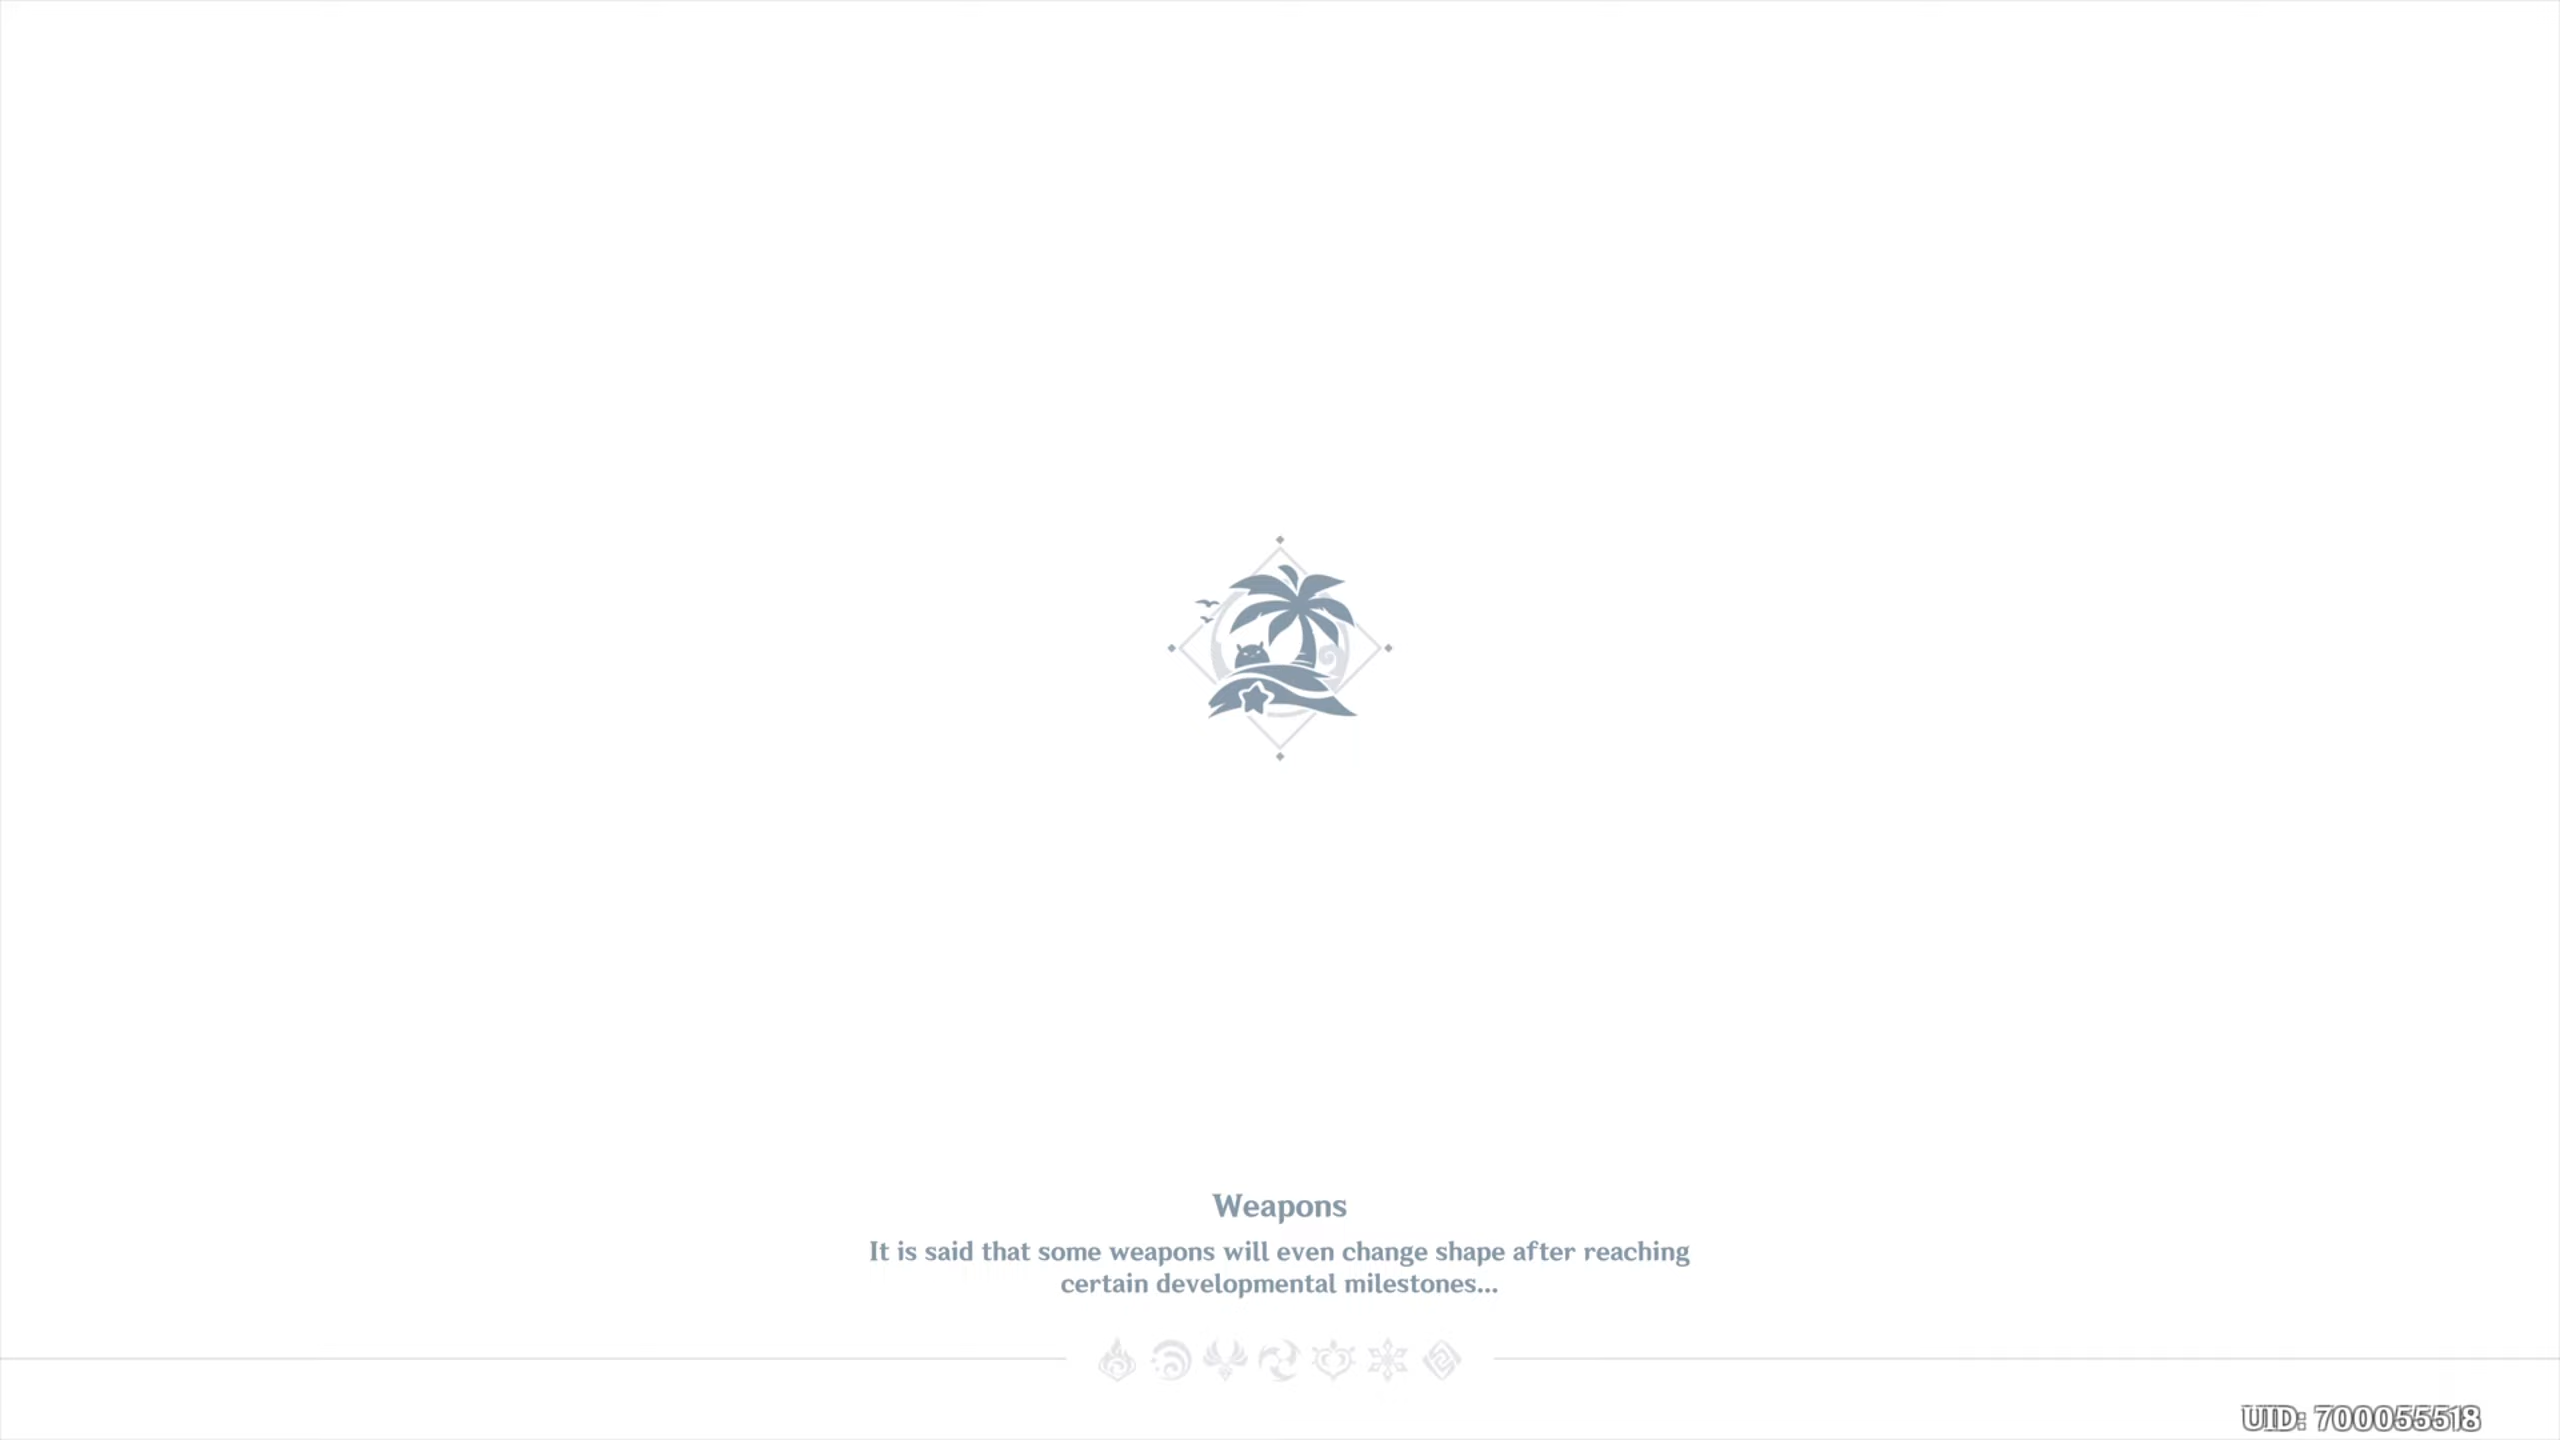 Weapons
It is said that some weapons will even change shape after reaching
certain developmental milestones...
UID: 700055518